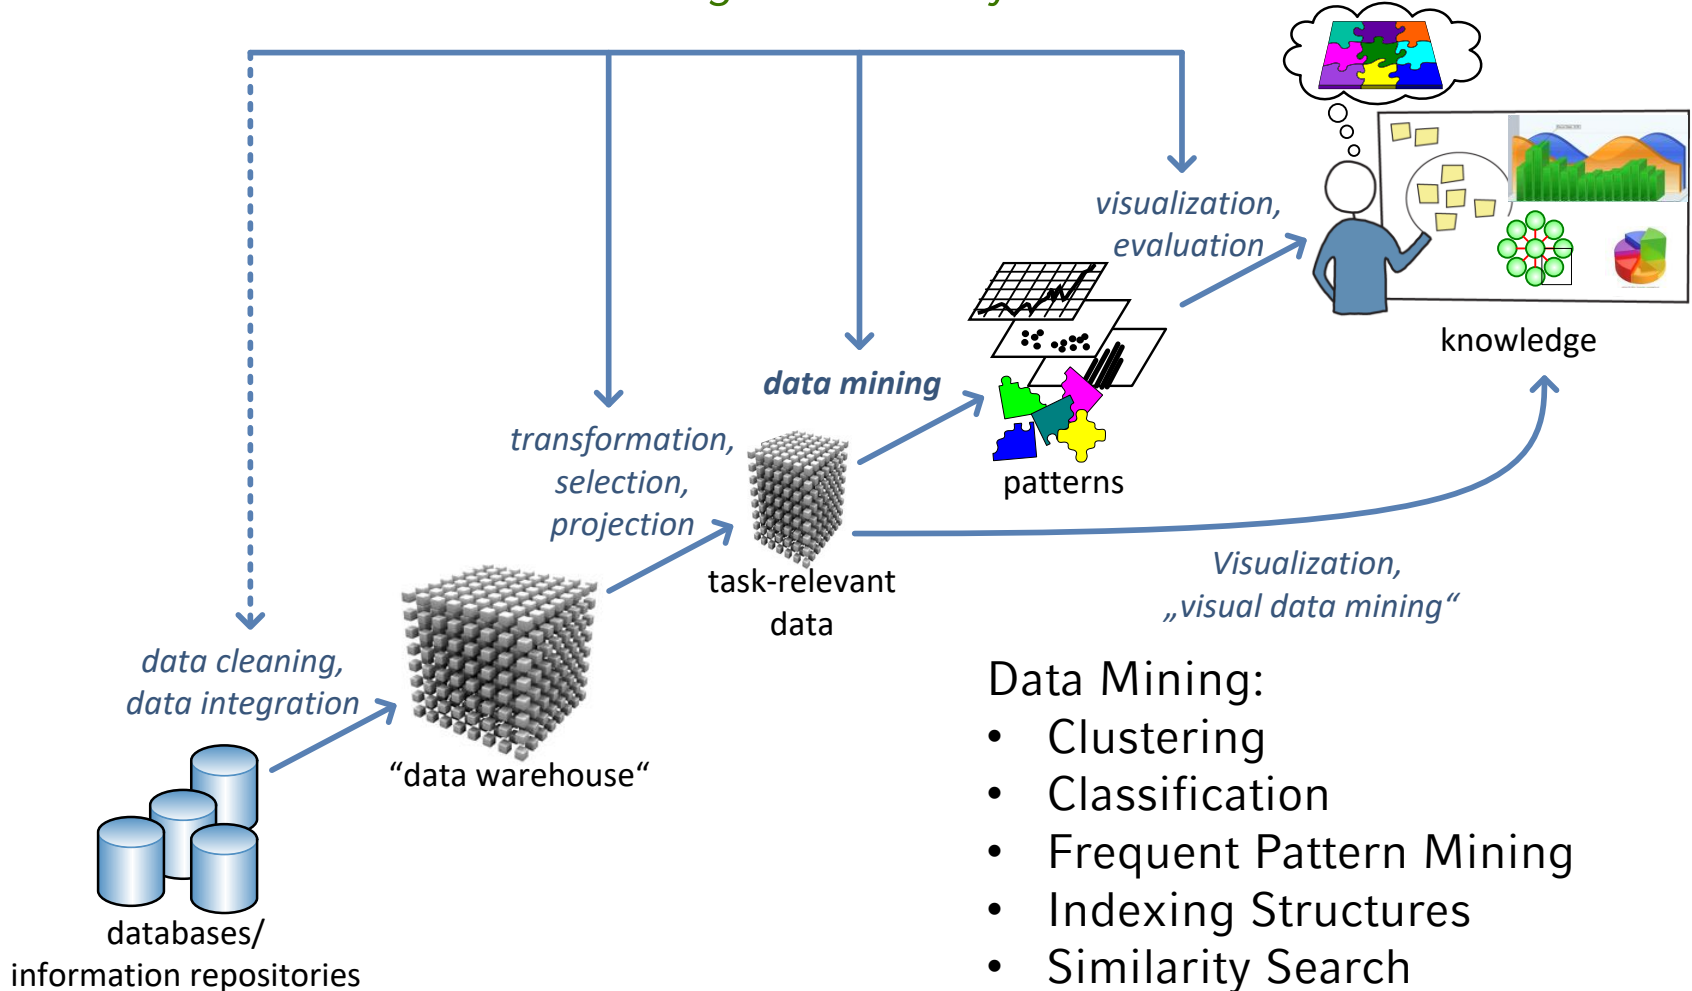 visualization,
evaluation
knowledge
data mining
transformation,
selection,
projection
patterns
task-relevant
data
Visualization,
„visual data mining“
data cleaning,
data integration
“data warehouse“
databases/
information repositories
Data Mining:
• Clustering
• Classification
• Frequent Pattern Mining
• Indexing Structures
• Similarity Search